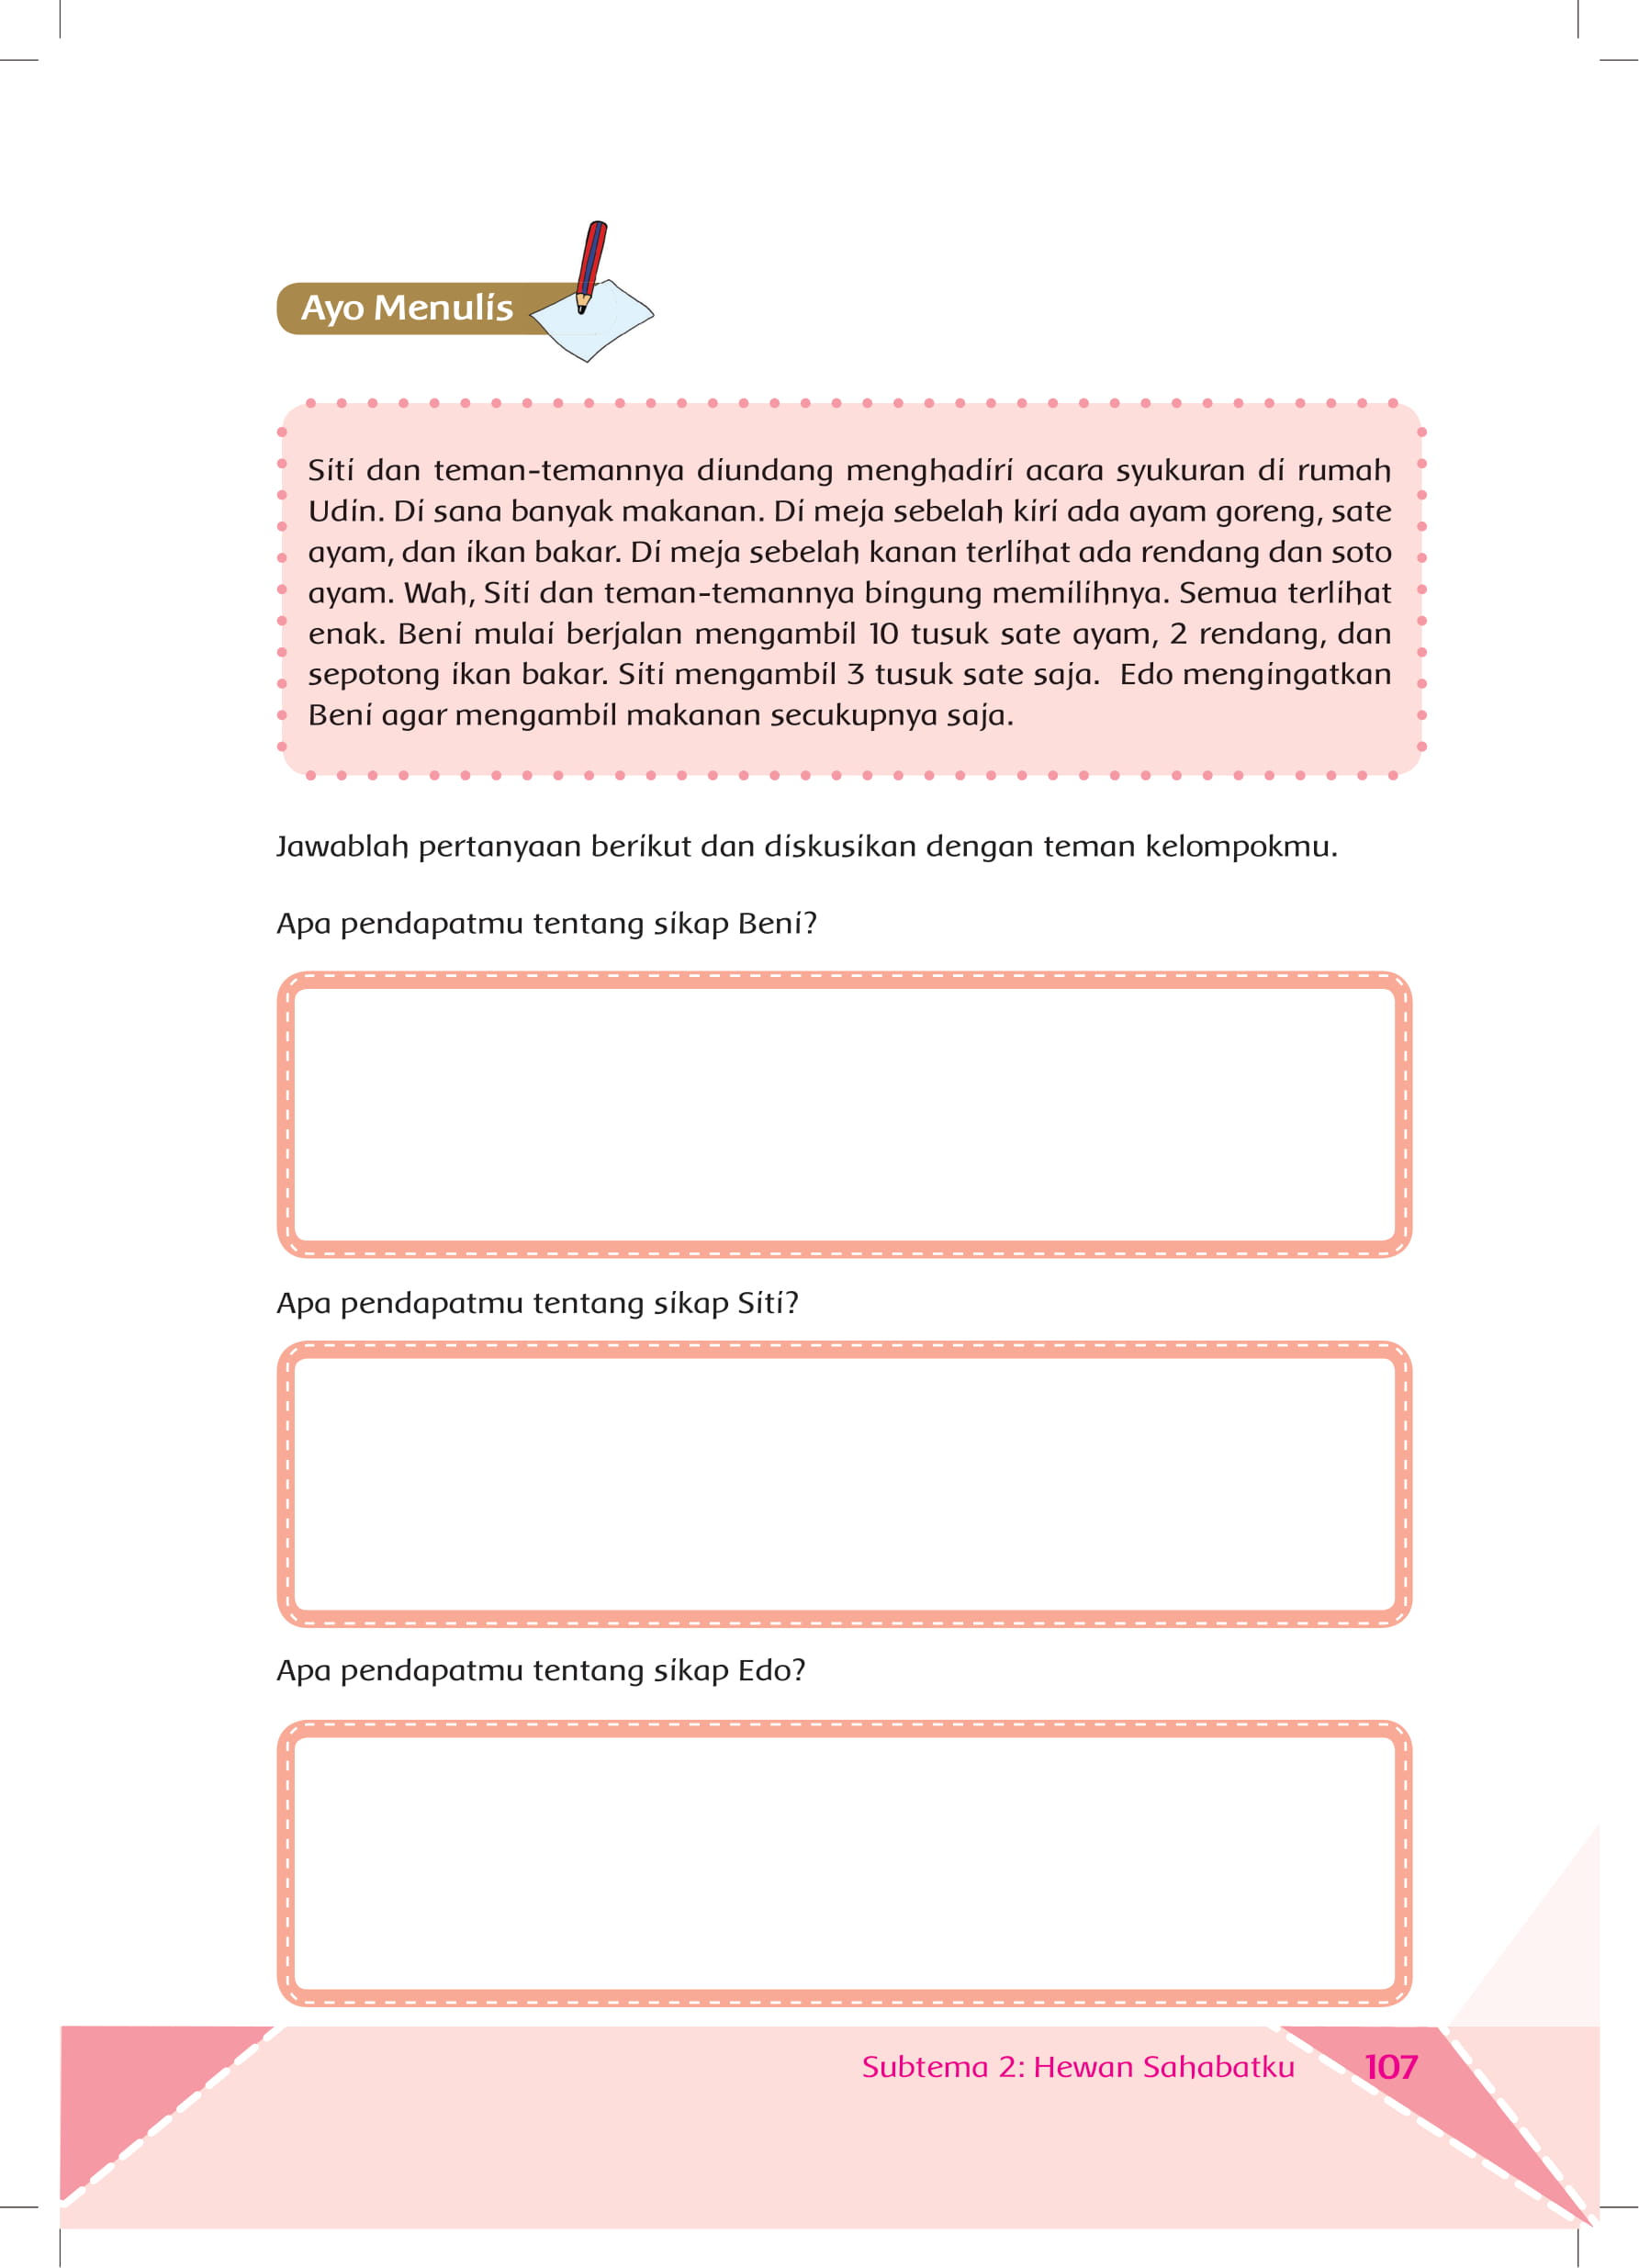 Ayo Menulis
Siti dan teman-temannya diundang menghadiri acara syukuran di rumah
Udin. Di sana banyak makanan. Di meja sebelah kiri ada ayam goreng, sate
ayam, dan ikan bakar. Di meja sebelah kanan terlihat ada rendang dan soto
ayam. Wah, Siti dan teman-temannya bingung memilihnya. Semua terlihat
enak. Beni mulai berjalan mengambil 10 tusuk sate ayam, 2 rendang, dan
sepotong ikan bakar. Siti mengambil 3 tusuk sate saja. Edo mengingatkan
Beni agar mengambil makanan secukupnya saja.
Jawablah pertanyaan berikut dan diskusikan dengan teman kelompokmu.
Apa pendapatmu tentang sikap Beni?
Apa pendapatmu tentang sikap Siti?
Apa pendapatmu tentang sikap Edo?
Subtema 2: Hewan Sahabatku 107